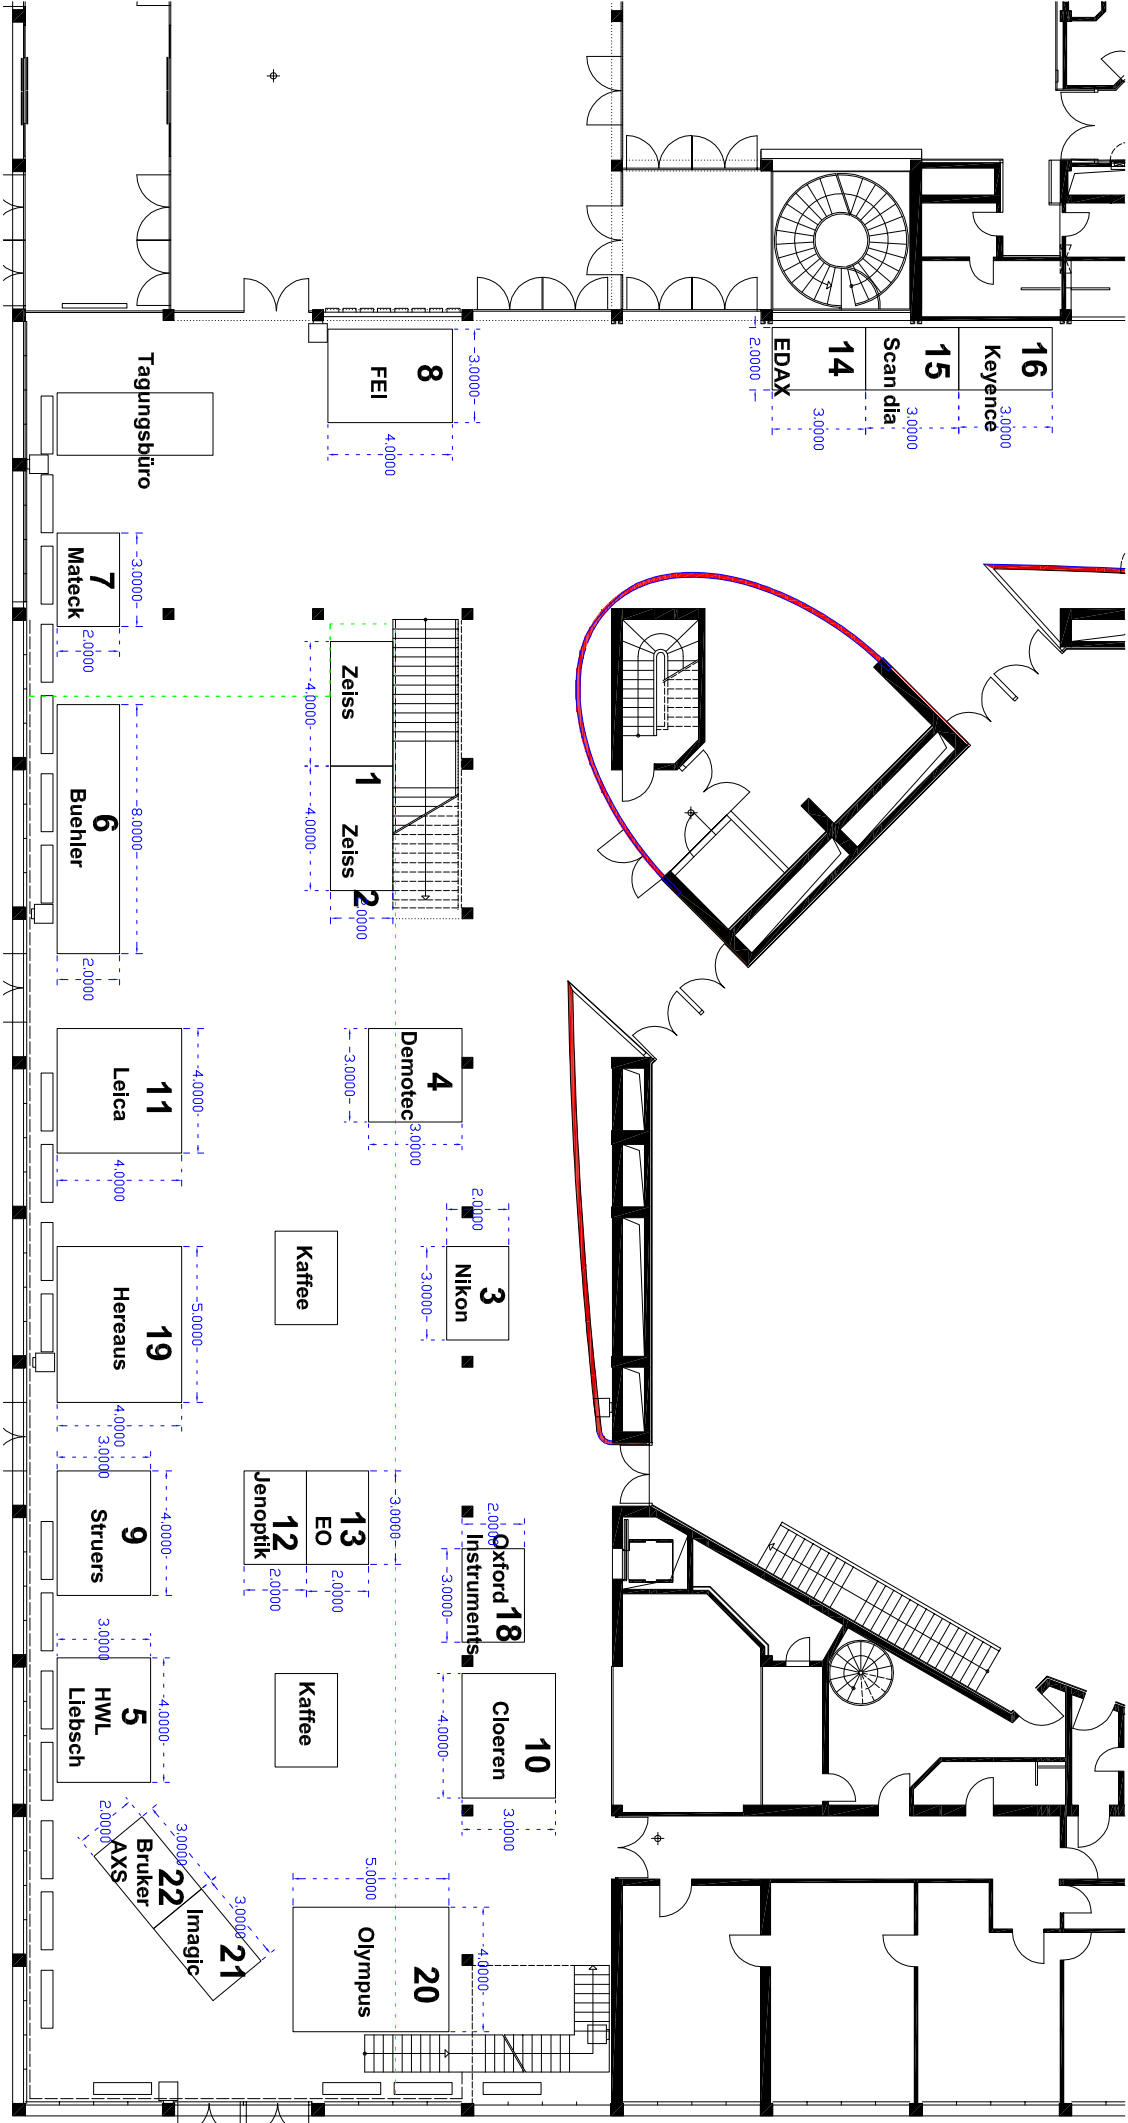 16
Keyence
3.0000
15
Scan dia
3.0000
14
EDAX
3.0000
2.0000
8
FEI
3.0000
4.0000
Tagungsbüro
7
Mateck
3.0000
2.0000
Zeiss
4.0000
1
Zeiss
4.0000
2
2.0000
6
Buehler
8.0000
2.0000
4
Demotec
3.0000
3.0000
11
Leica
4.0000
4.0000
2.0000
3
Nikon
3.0000
Kaffee
19
Hereaus
5.0000
4.0000
3.0000
9
Struers
4.0000
13
EO
3.0000
2.0000
12
Jenoptik
2.0000
2.0000
18
Oxford
Instruments
3.0000
3.0000
5
HWL
Liebsch
4.0000
Kaffee
10
Cloeren
4.0000
3.0000
22
Bruker
AXS
2.0000
3.0000
21
Imagic
3.0000
5.0000
20
Olympus
4.0000